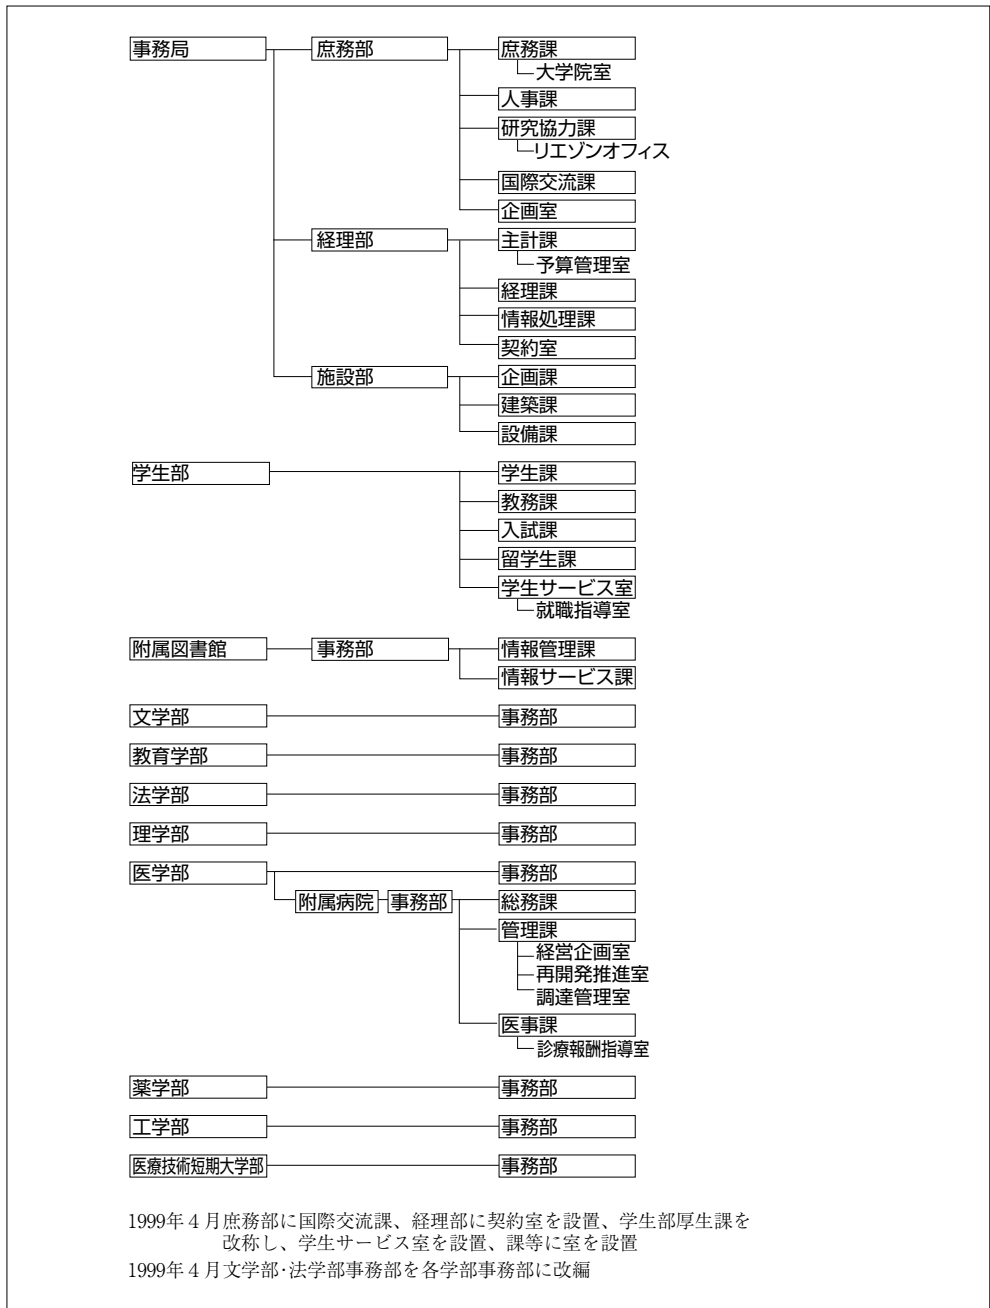 事務局 庶務部 庶務課
大学院室
人事課
研究協力課
リエゾンオフィス
国際交流課
企画室
経理部 主計課
予算管理室
経理課
情報処理課
契約室
施設部 企画課
建築課
設備課
学生部 学生課
教務課
入試課
留学生課
学生サービス室
就職指導室
附属図書館 事務部 情報管理課
情報サービス課
文学部 事務部
教育学部 事務部
法学部 事務部
理学部 事務部
医学部 事務部
附属病院 事務部 総務課
管理課
経営企画室
再開発推進室
調達管理室
医事課
診療報酬指導室
薬学部 事務部
工学部 事務部
医療技術短期大学部 事務部
1999年4月庶務部に国際交流課、経理部に契約室を設置、学生部厚生課を
改称し、学生サービス室を設置、課等に室を設置
1999年4月文学部・法学部事務部を各学部事務部に改編